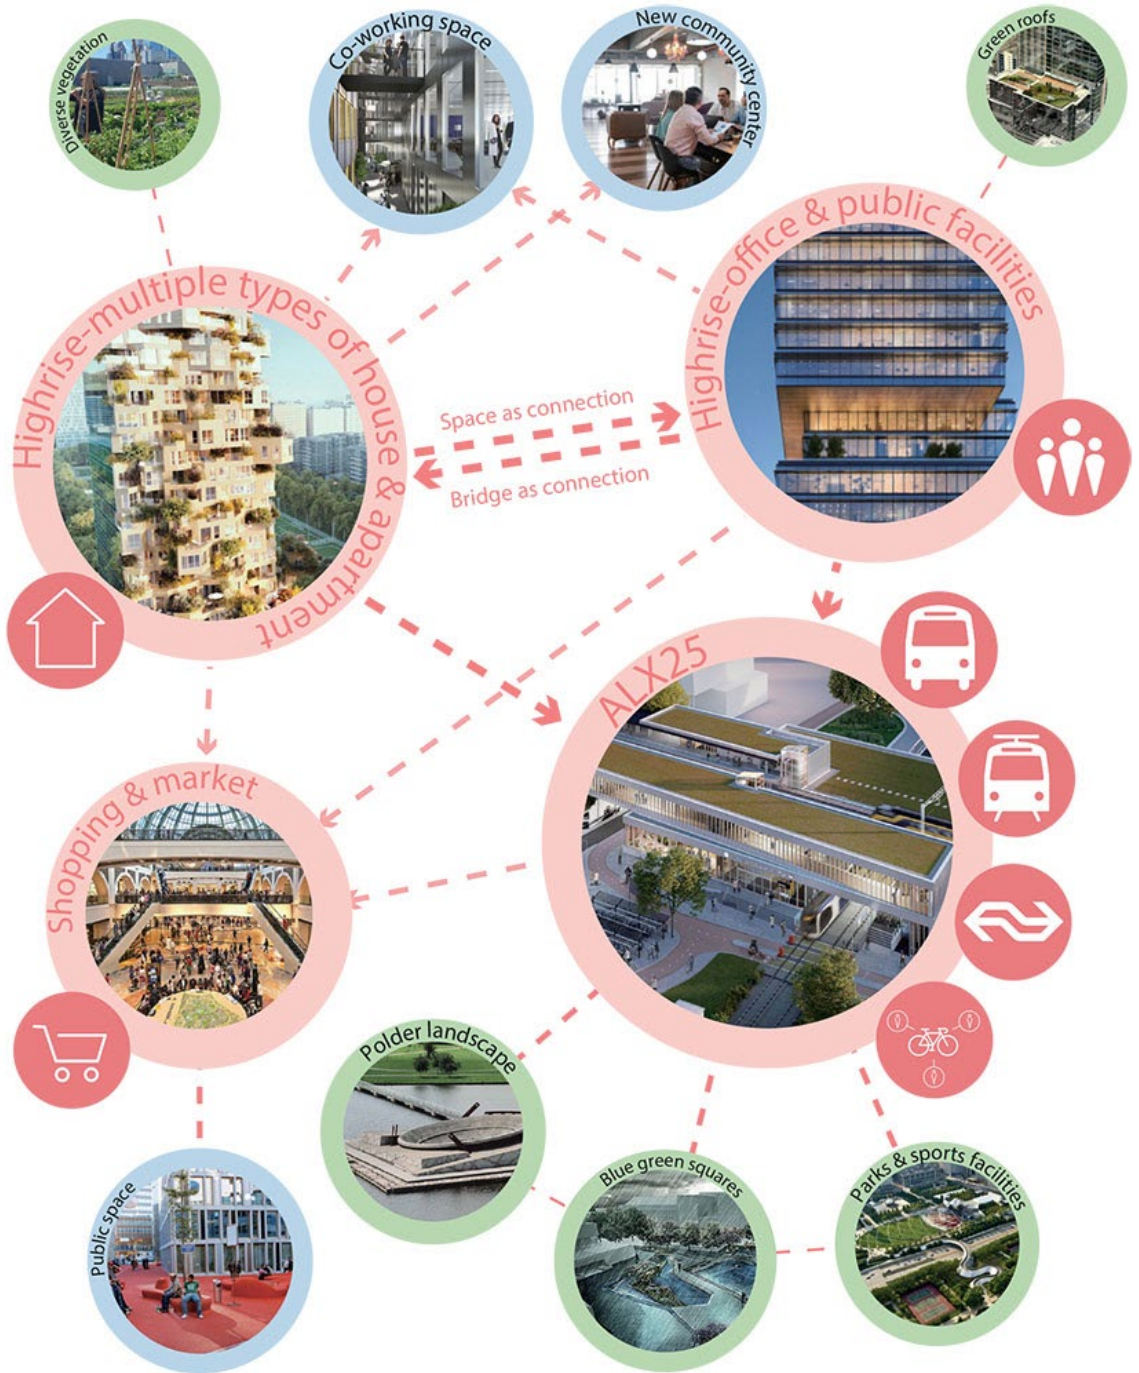 Diverse vegetation
Co-working space
New community center
Green roofs
Highrise-multiple types of house & apartment
Highrise-office & public facilities
Space as connection
Bridge as connection
ALX25
Shopping & market
Polder landscape
Blue green squares
Parks & sports facilities
Public space